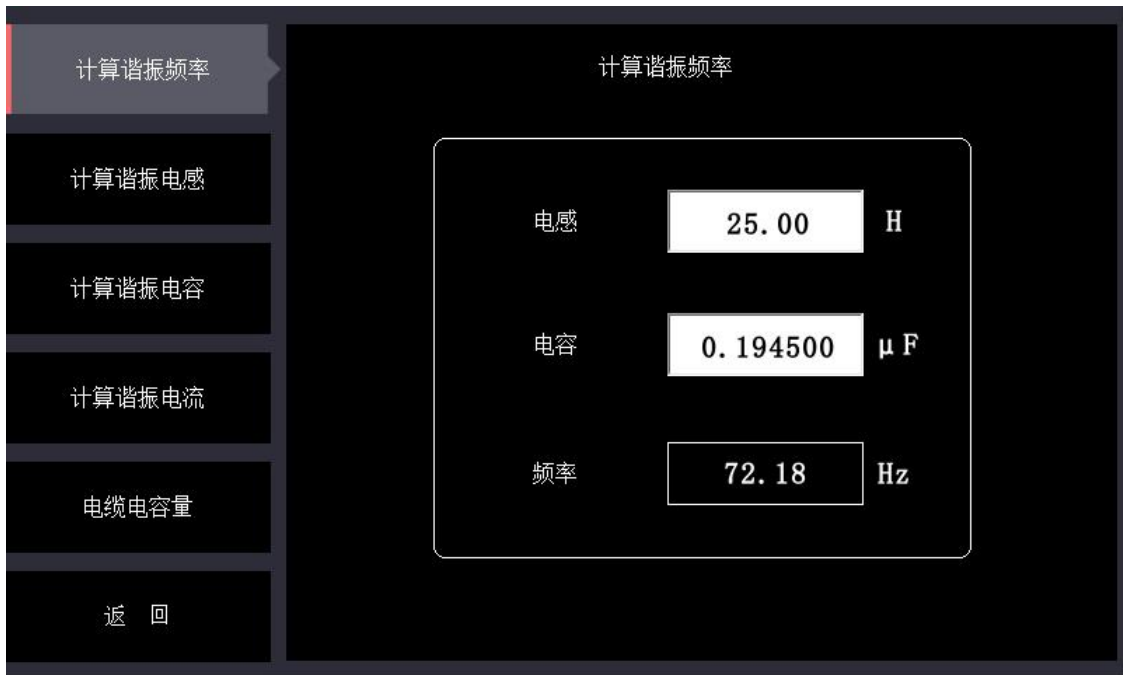 计算谐振频率
计算谐振电感
计算谐振电容
计算谐振电流
电缆电容量
返 回
计算谐振频率
电感 25.00 H
电容 0.194500 μF
频率 72.18 Hz